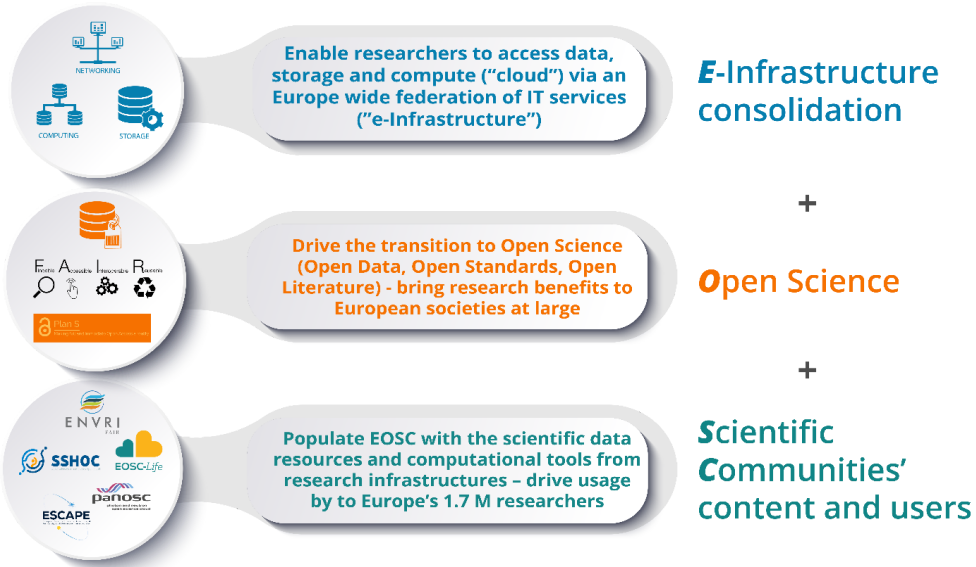 NETWORKING
COMPUTING
STORAGE
Enable researchers to access data,
storage and compute (“cloud”) via an
Europe wide federation of IT services
(”e-Infrastructure”)
E-Infrastructure
consolidation
+
Findable Accessible Interoperable Reusable
Plan S
Drive the transition to Open Science
(Open Data, Open Standards, Open
Literature) - bring research benefits to
European societies at large
Open Science
+
ENVRI
FAIR
SSHOC
EOSC-Life
panosc
ESCAPE
Populate EOSC with the scientific data
resources and computational tools from
research infrastructures – drive usage
by to Europe’s 1.7 M researchers
Scientific
Communities’
content and users